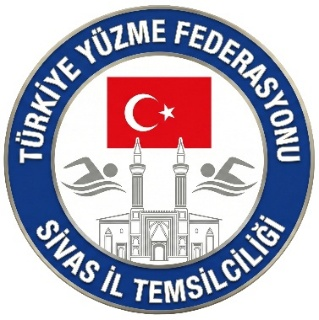 TÜRKİYE YÜZME FEDERASYONU
SİVAS İL TEMSİLCİLİĞİ